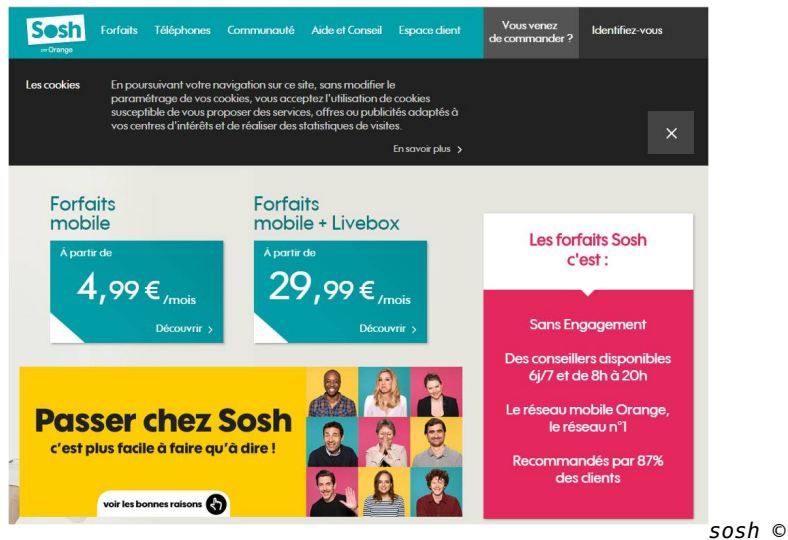 Sosh
par Orange
Forfaits
Téléphones
Communauté
Aide et Conseil
Espace client
Vous venez
de commander ?
Identifiez-vous
Les cookies
En poursuivant votre navigation sur ce site, sans modifier le
paramétrage de vos cookies, vous acceptez l'utilisation de cookies
susceptible de vous proposer des services, offres ou publicités adaptés à
vos centres d'intérêts et de réaliser des statistiques de visites.
En savoir plus >
Forfaits
mobile
À partir de
4,99 € /mois
Découvrir >
Forfaits
mobile + Livebox
À partir de
29,99 € /mois
Découvrir >
Les forfaits Sosh
c'est :
Sans Engagement
Des conseillers disponibles
6j/7 et de 8h à 20h
Le réseau mobile Orange,
le réseau n°1
Recommandés par 87%
des clients
Passer chez Sosh
c'est plus facile à faire qu'à dire !
voir les bonnes raisons
sosh ©